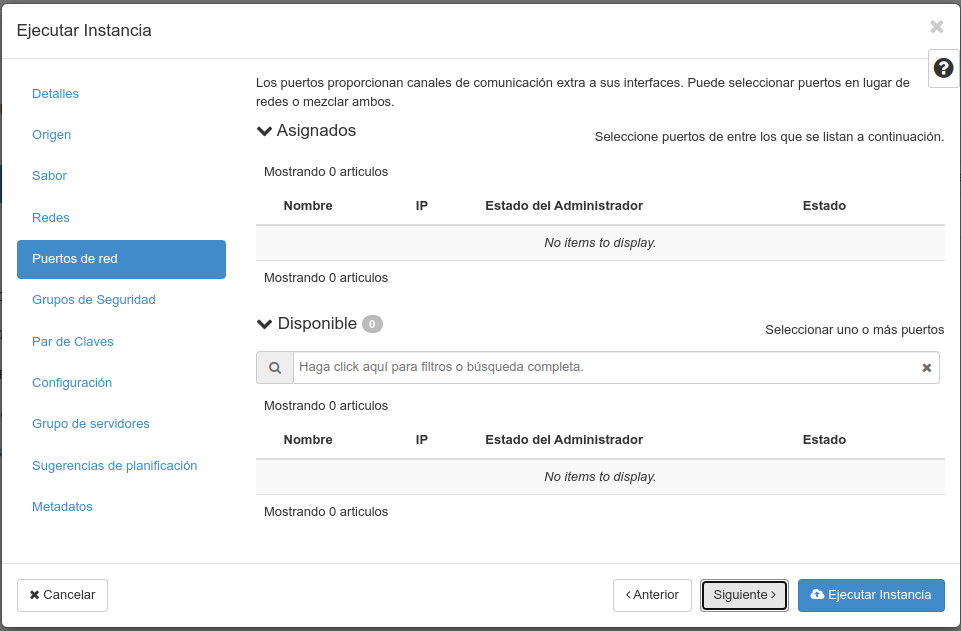 Ejecutar Instancia
Detalles
Origen
Sabor
Redes
Puertos de red
Grupos de Seguridad
Par de Claves
Configuración
Grupo de servidores
Sugerencias de planificación
Metadatos
Los puertos proporcionan canales de comunicación extra a sus interfaces. Puede seleccionar puertos en lugar de
redes o mezclar ambos.
Asignados
Seleccione puertos de entre los que se listan a continuación.
Mostrando 0 articulos
Nombre IP Estado del Administrador Estado
No items to display.
Mostrando 0 articulos
Disponible 0
Seleccionar uno o más puertos
Haga click aquí para filtros o búsqueda completa.
Mostrando 0 articulos
Nombre IP Estado del Administrador Estado
No items to display.
Mostrando 0 articulos
Cancelar
Anterior
Siguiente
Ejecutar Instancia